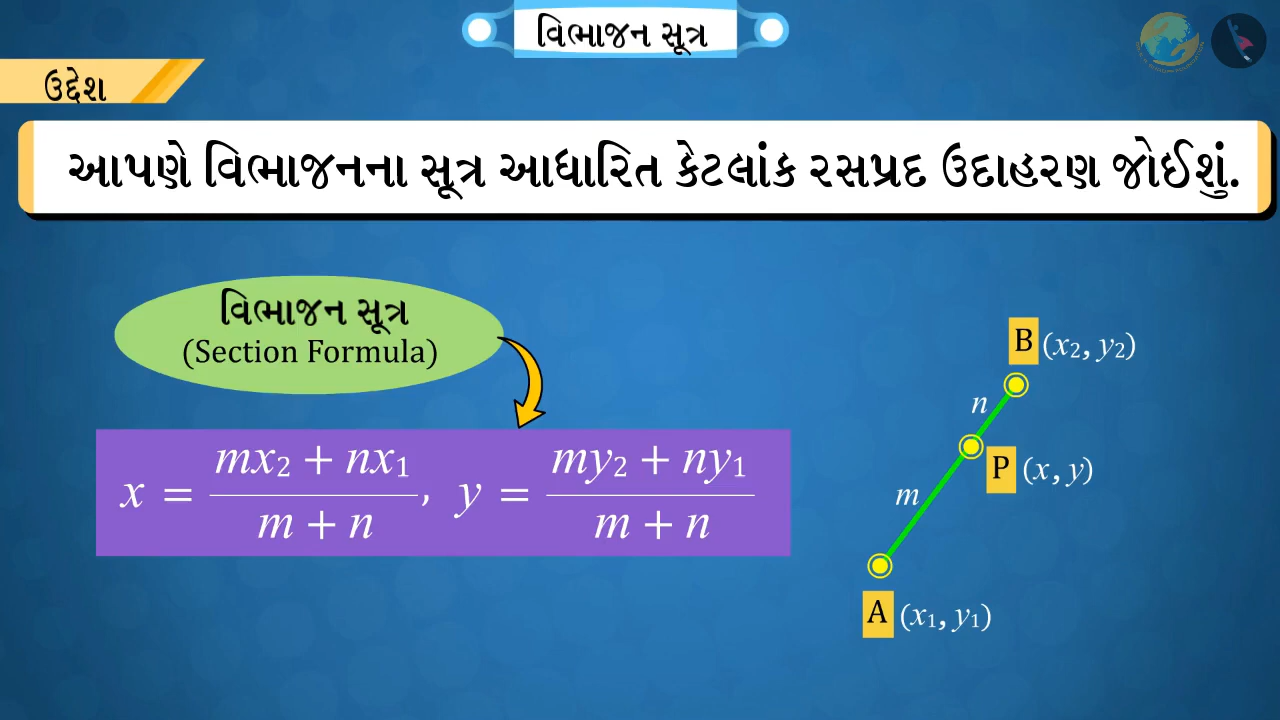 વિભાજન સૂત્ર
ઉદ્દેશ
આપણે વિભાજનના સૂત્ર આધારિત કેટલાંક રસપ્રદ ઉદાહરણ જોઈશું.
વિભાજન સૂત્ર
(Section Formula)
x = (mx₂ + nx₁)/(m + n), y = (my₂ + ny₁)/(m + n)
B (x₂, y₂)
n
P (x, y)
m
A (x₁, y₁)